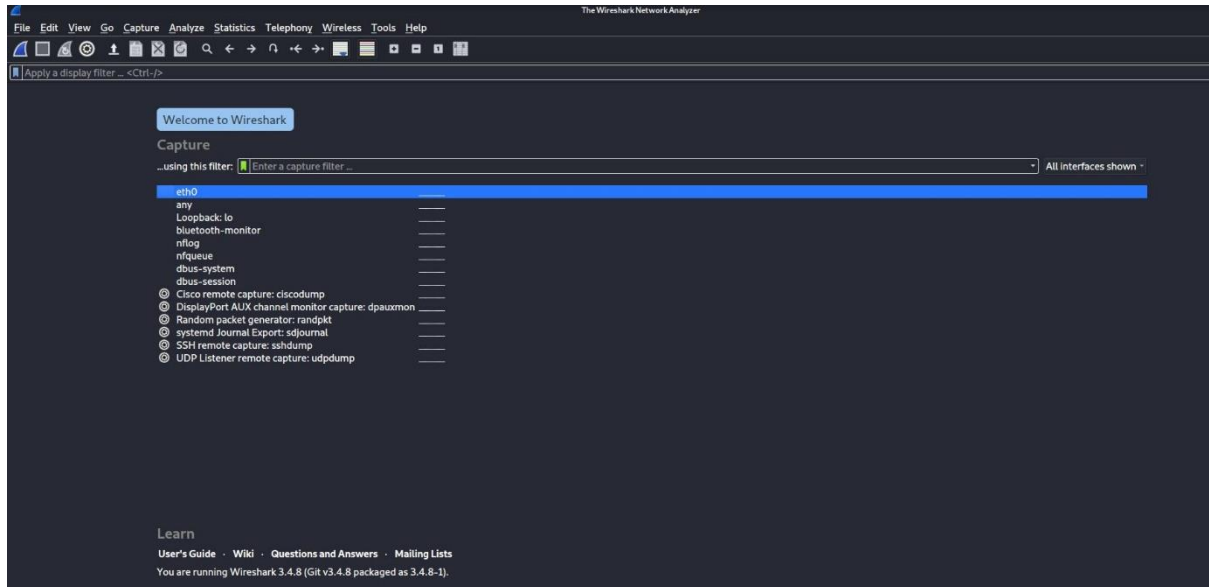 The Wireshark Network Analyzer
File Edit View Go Capture Analyze Statistics Telephony Wireless Tools Help
Apply a display filter ... <Ctrl-/>
Welcome to Wireshark
Capture
...using this filter: Enter a capture filter ... All interfaces shown
eth0
any
Loopback: lo
bluetooth-monitor
nflog
nfqueue
dbus-system
dbus-session
Cisco remote capture: ciscodump
DisplayPort AUX channel monitor capture: dpauxmon
Random packet generator: randpkt
systemd Journal Export: sdjournal
SSH remote capture: sshdump
UDP Listener remote capture: udpdump
Learn
User's Guide · Wiki · Questions and Answers · Mailing Lists
You are running Wireshark 3.4.8 (Git v3.4.8 packaged as 3.4.8-1).